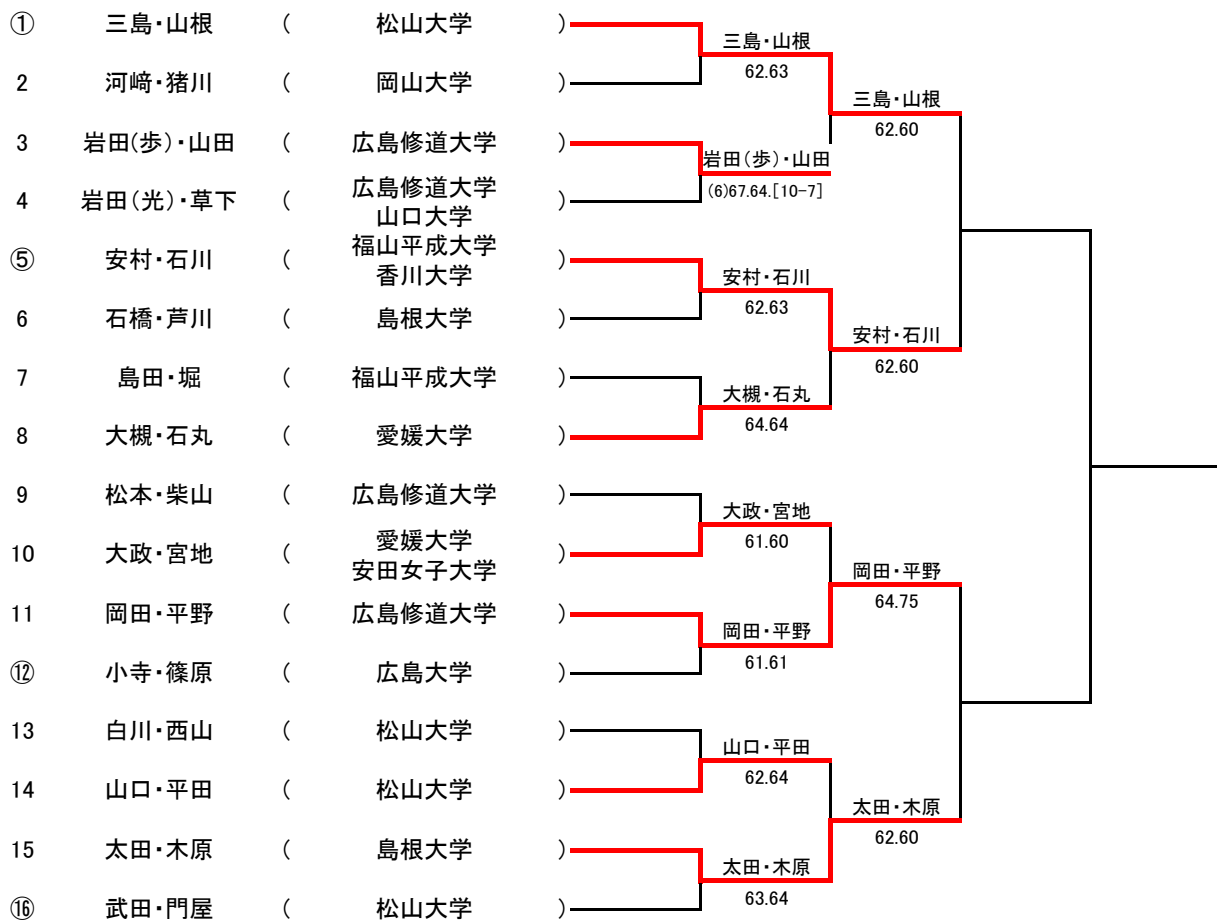 ① 三島・山根 ( 松山大学 )
三島・山根
62.63
2 河﨑・猪川 ( 岡山大学 )
三島・山根
62.60
3 岩田(歩)・山田 ( 広島修道大学 )
岩田(歩)・山田
(6)67.64.[10-7]
4 岩田(光)・草下 ( 広島修道大学
山口大学 )
⑤ 安村・石川 ( 福山平成大学
香川大学 )
安村・石川
62.63
6 石橋・芦川 ( 島根大学 )
安村・石川
62.60
7 島田・堀 ( 福山平成大学 )
大槻・石丸
64.64
8 大槻・石丸 ( 愛媛大学 )
9 松本・柴山 ( 広島修道大学 )
大政・宮地
61.60
10 大政・宮地 ( 愛媛大学
安田女子大学 )
岡田・平野
64.75
11 岡田・平野 ( 広島修道大学 )
岡田・平野
61.61
⑫ 小寺・篠原 ( 広島大学 )
13 白川・西山 ( 松山大学 )
山口・平田
62.64
14 山口・平田 ( 松山大学 )
太田・木原
62.60
15 太田・木原 ( 島根大学 )
太田・木原
63.64
⑯ 武田・門屋 ( 松山大学 )